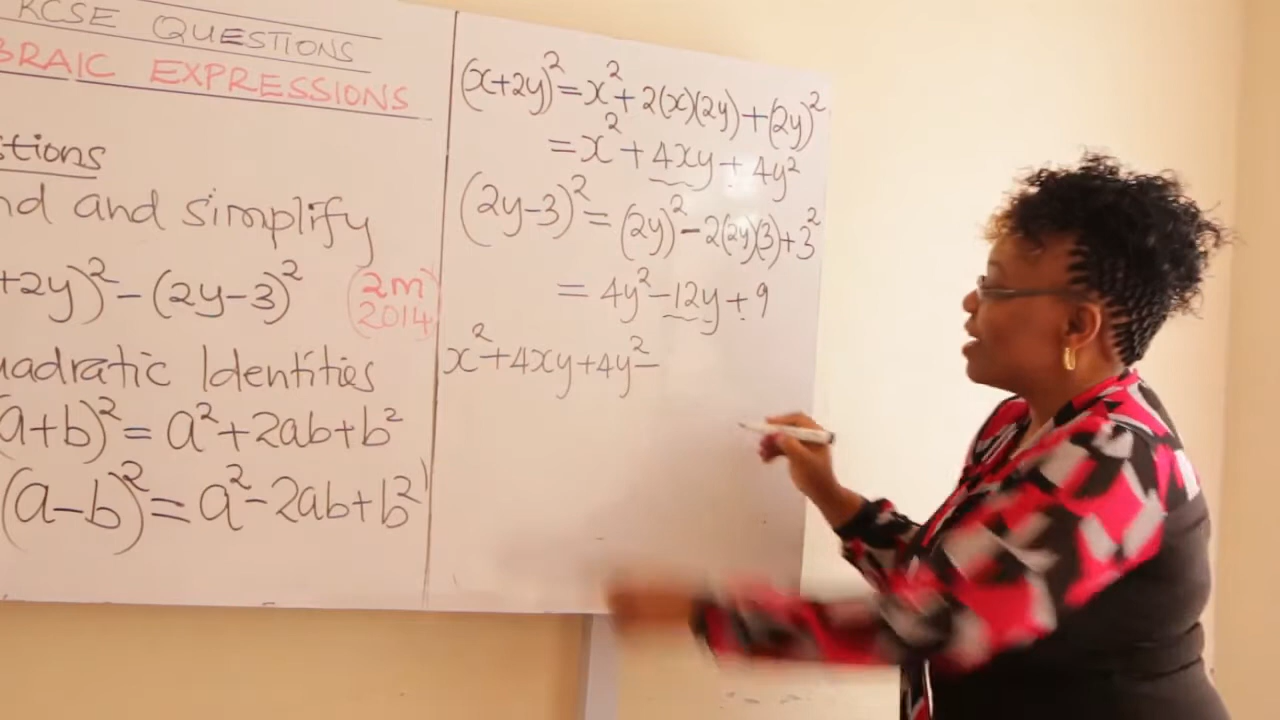 KCSE QUESTIONS
BRAIC EXPRESSIONS
stions
nd and simplify
+2y)² - (2y-3)²
(2m
2014)
uadratic Identities
(a+b)² = a² + 2ab + b²
(a-b)² = a² - 2ab + b²
(x+2y)² = x² + 2(x)(2y) + (2y)²
= x² + 4xy + 4y²
(2y-3)² = (2y)² - 2(2y)(3) + 3²
= 4y² - 12y + 9
x² + 4xy + 4y² -